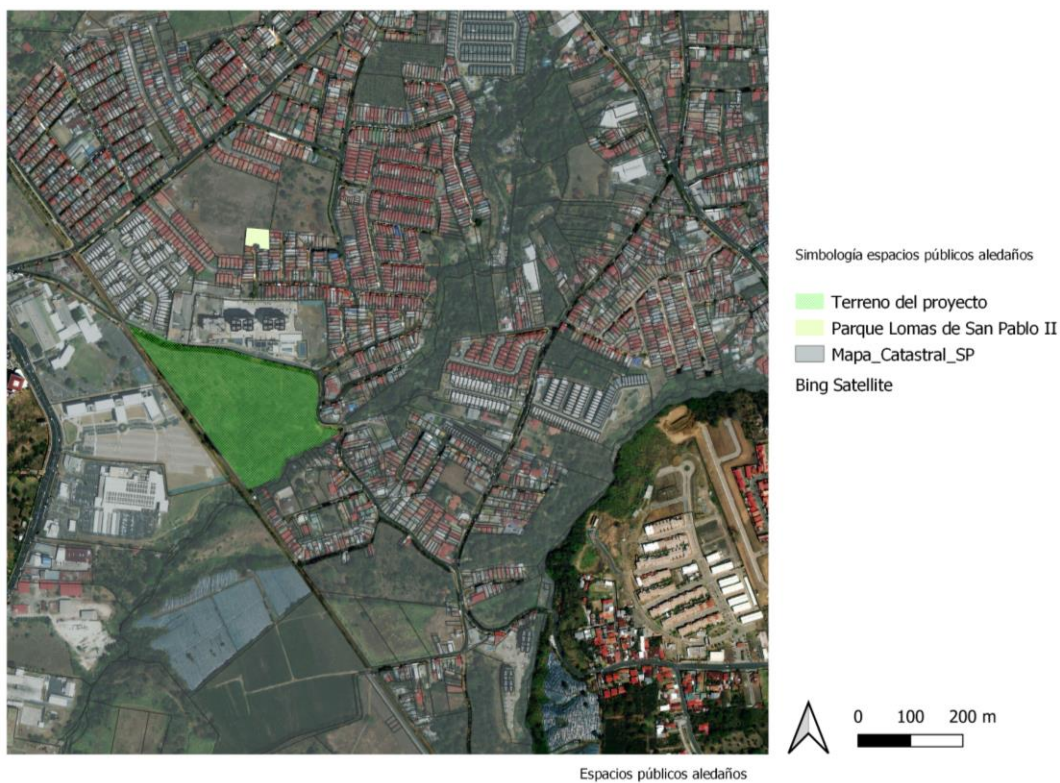 Simbología espacios públicos aledaños
Terreno del proyecto
Parque Lomas de San Pablo II
Mapa_Catastral_SP
Bing Satellite
0 100 200 m
Espacios públicos aledaños